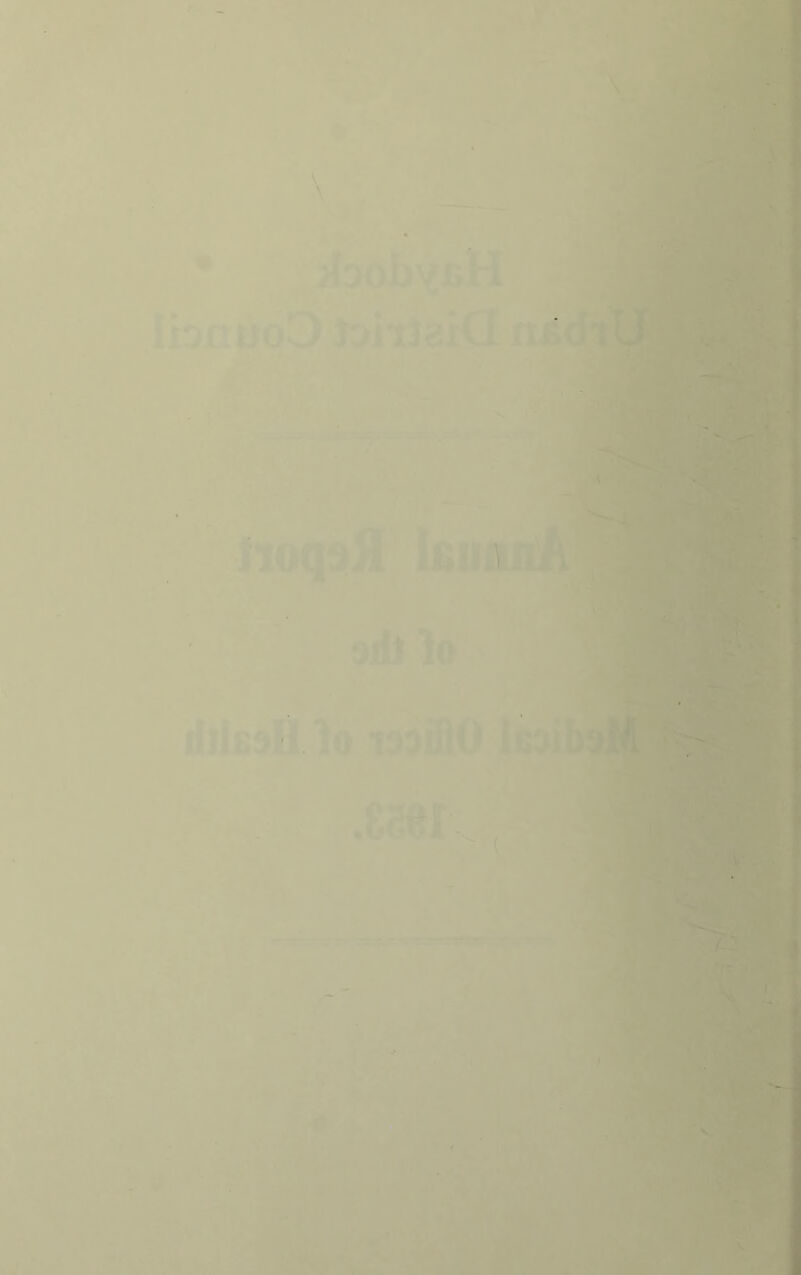 Haydock
Urban District Council
Annual Report
of the
Medical Officer of Health
1953.